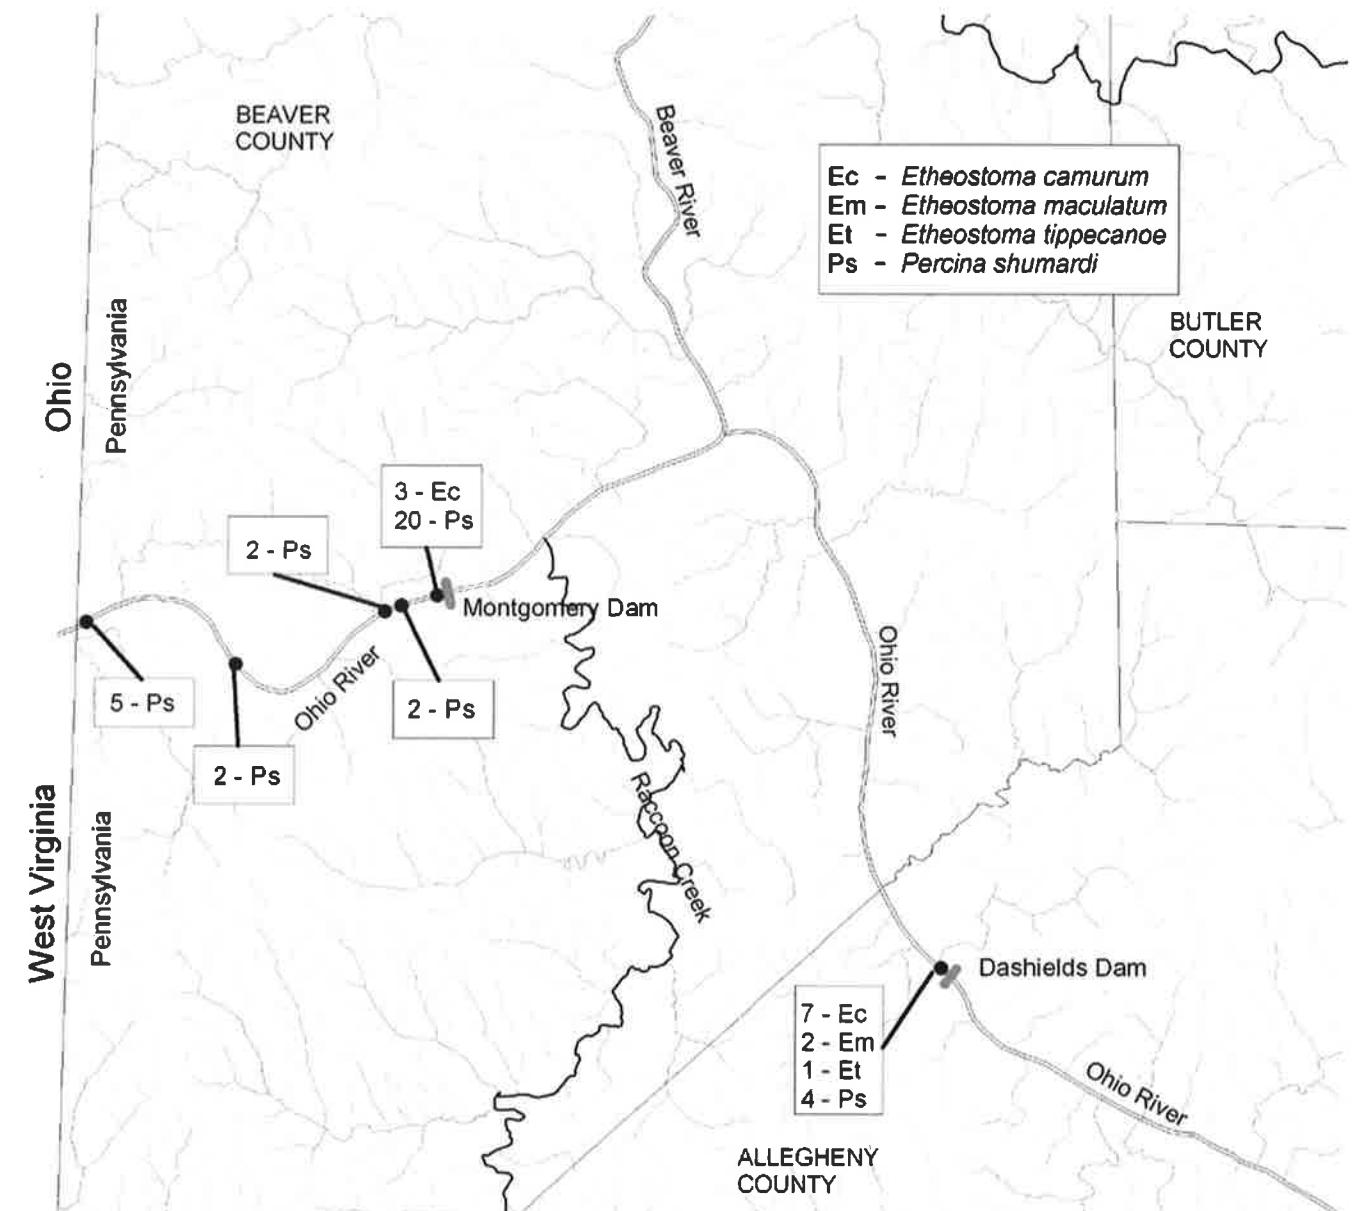 BEAVER
COUNTY
Beaver River
Ec - Etheostoma camurum
Em - Etheostoma maculatum
Et - Etheostoma tippecanoe
Ps - Percina shumardi
BUTLER
COUNTY
Ohio
Pennsylvania
3 - Ec
20 - Ps
2 - Ps
Montgomery Dam
5 - Ps
Ohio River
2 - Ps
2 - Ps
Ohio River
Raccoon Creek
West Virginia
Pennsylvania
Dashields Dam
7 - Ec
2 - Em
1 - Et
4 - Ps
Ohio River
ALLEGHENY
COUNTY